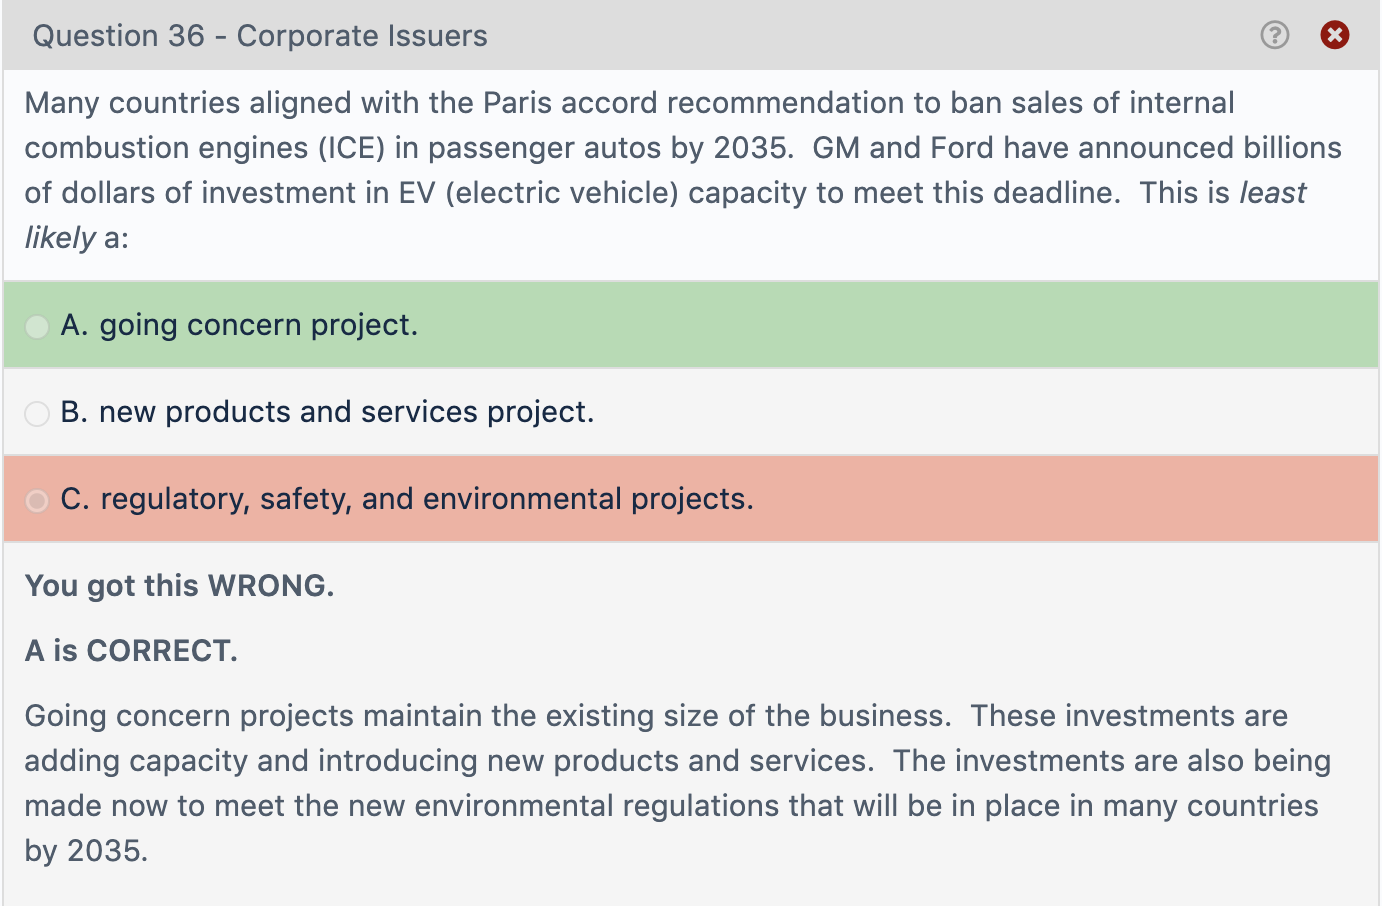 Question 36 - Corporate Issuers
?
Many countries aligned with the Paris accord recommendation to ban sales of internal
combustion engines (ICE) in passenger autos by 2035.  GM and Ford have announced billions
of dollars of investment in EV (electric vehicle) capacity to meet this deadline.  This is least
likely a:
A. going concern project.
B. new products and services project.
C. regulatory, safety, and environmental projects.
You got this WRONG.
A is CORRECT.
Going concern projects maintain the existing size of the business.  These investments are
adding capacity and introducing new products and services.  The investments are also being
made now to meet the new environmental regulations that will be in place in many countries
by 2035.